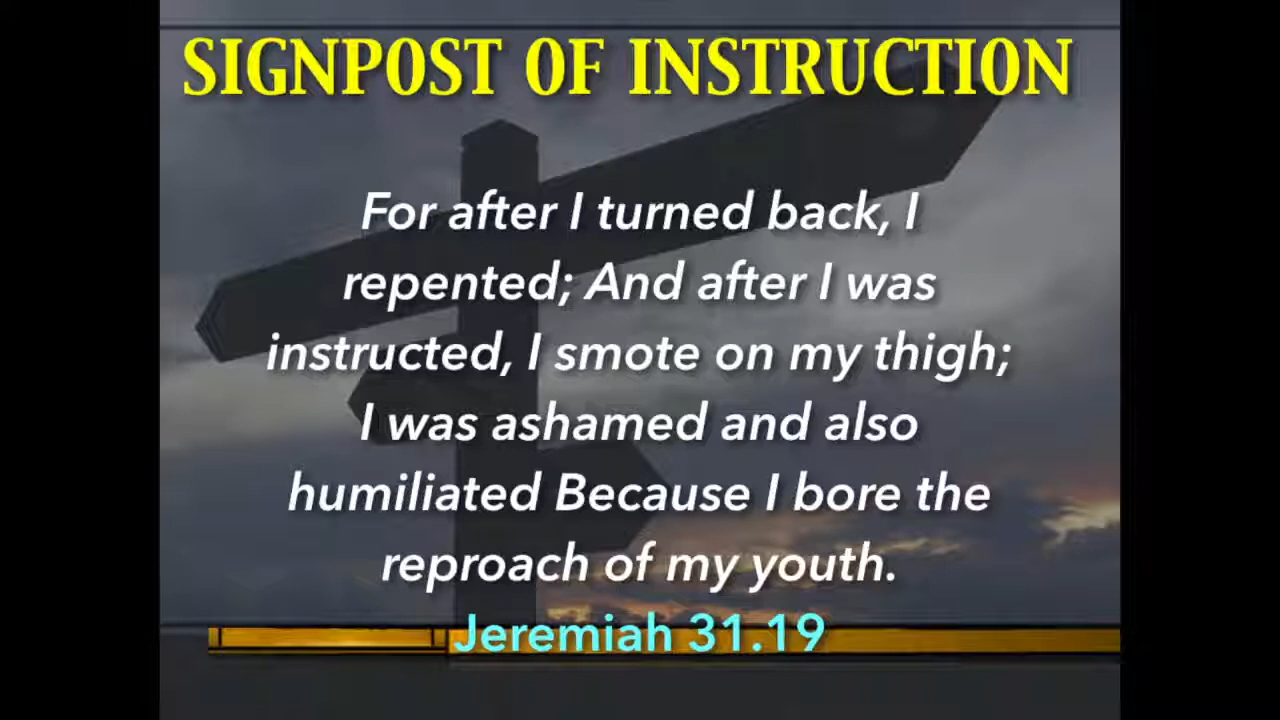 SIGNPOST OF INSTRUCTION
For after I turned back, I
repented; And after I was
instructed, I smote on my thigh;
I was ashamed and also
humiliated Because I bore the
reproach of my youth.
Jeremiah 31.19